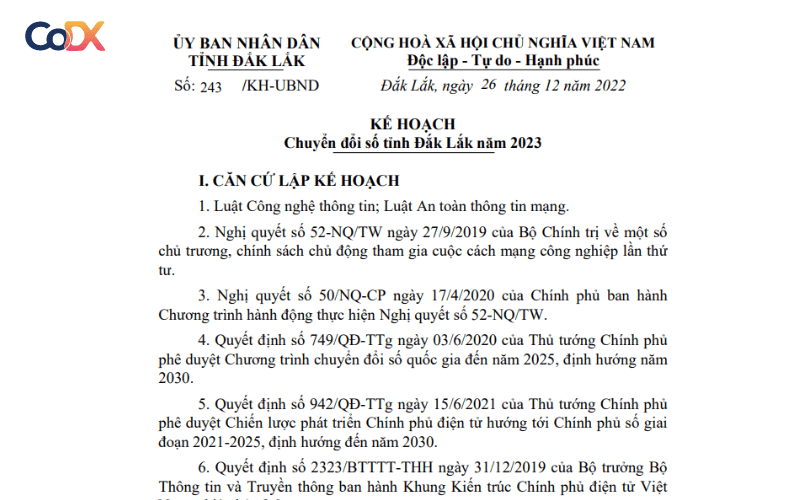 CoDX
ỦY BAN NHÂN DÂN
TỈNH ĐẮK LẮK
Số: 243 /KH-UBND
CỘNG HOÀ XÃ HỘI CHỦ NGHĨA VIỆT NAM
Độc lập - Tự do - Hạnh phúc
Đắk Lắk, ngày 26 tháng 12 năm 2022
KẾ HOẠCH
Chuyển đổi số tỉnh Đắk Lắk năm 2023
I. CĂN CỨ LẬP KẾ HOẠCH
1. Luật Công nghệ thông tin; Luật An toàn thông tin mạng.
2. Nghị quyết số 52-NQ/TW ngày 27/9/2019 của Bộ Chính trị về một số
chủ trương, chính sách chủ động tham gia cuộc cách mạng công nghiệp lần thứ
tư.
3. Nghị quyết số 50/NQ-CP ngày 17/4/2020 của Chính phủ ban hành
Chương trình hành động thực hiện Nghị quyết số 52-NQ/TW.
4. Quyết định số 749/QĐ-TTg ngày 03/6/2020 của Thủ tướng Chính phủ
phê duyệt Chương trình chuyển đổi số quốc gia đến năm 2025, định hướng năm
2030.
5. Quyết định số 942/QĐ-TTg ngày 15/6/2021 của Thủ tướng Chính phủ
phê duyệt Chiến lược phát triển Chính phủ điện tử hướng tới Chính phủ số giai
đoạn 2021-2025, định hướng đến năm 2030.
6. Quyết định số 2323/BTTTT-THH ngày 31/12/2019 của Bộ trưởng Bộ
Thông tin và Truyền thông ban hành Khung Kiến trúc Chính phủ điện tử Việt